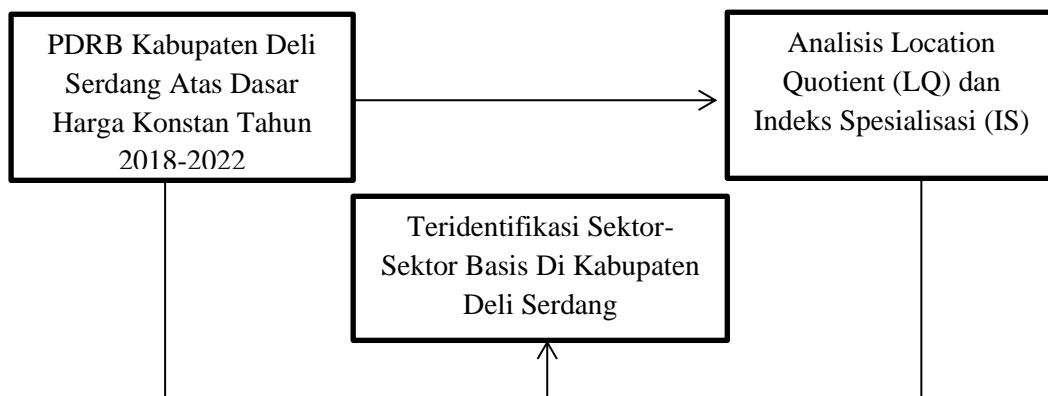 PDRB Kabupaten Deli
Serdang Atas Dasar
Harga Konstan Tahun
2018-2022
Analisis Location
Quotient (LQ) dan
Indeks Spesialisasi (IS)
Teridentifikasi Sektor-
Sektor Basis Di Kabupaten
Deli Serdang